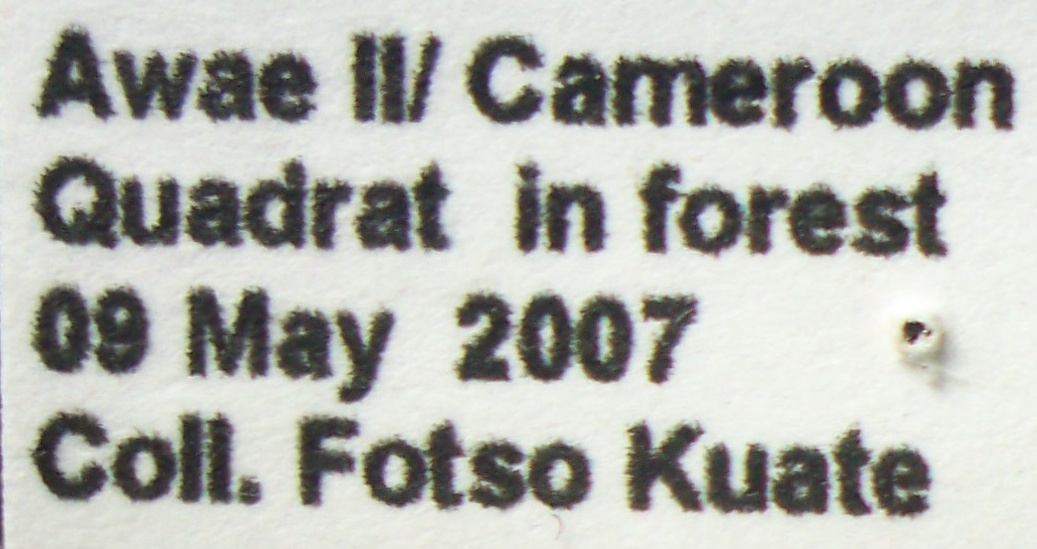 Awae II/ Cameroon
Quadrat in forest
09 May 2007
Coll. Fotso Kuate